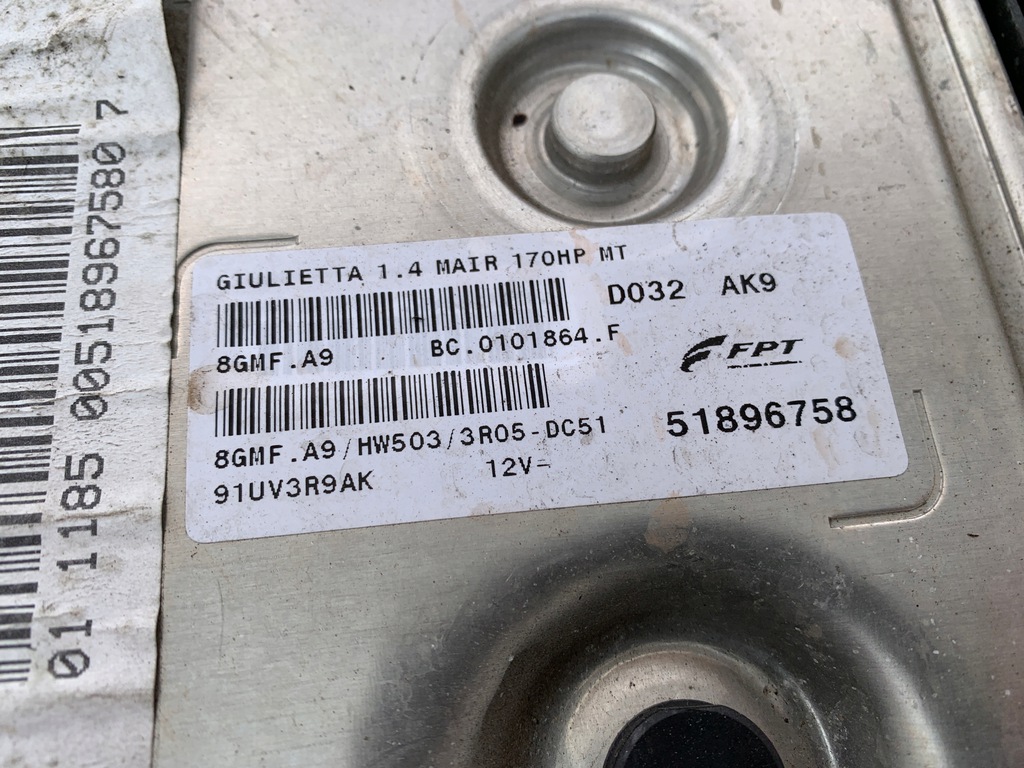 GIULIETTA 1.4 MAIR 170HP MT
D032 AK9
8GMF.A9 BC.0101864.F
FPT
8GMF.A9/HW503/3R05-DC51
51896758
91UV3R9AK 12V=
01 1185 00518967580 7